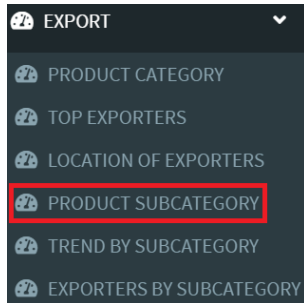 EXPORT
PRODUCT CATEGORY
TOP EXPORTERS
LOCATION OF EXPORTERS
PRODUCT SUBCATEGORY
TREND BY SUBCATEGORY
EXPORTERS BY SUBCATEGORY